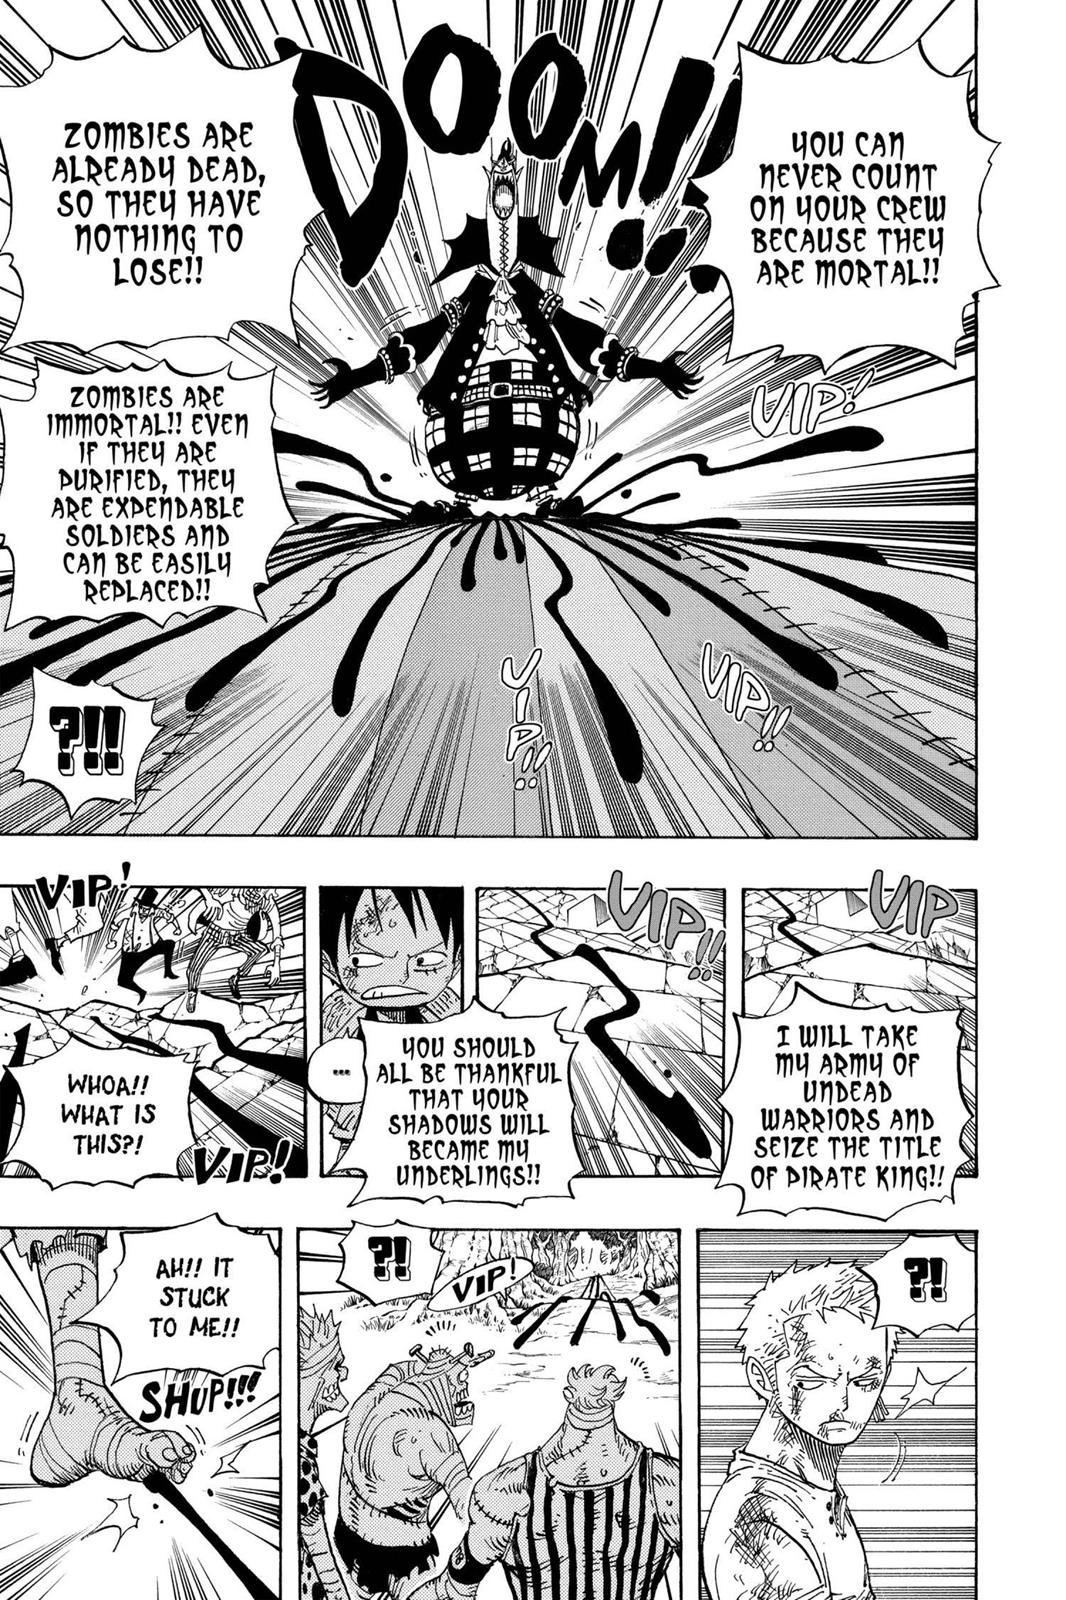 YOU CAN
NEVER COUNT
ON YOUR CREW
BECAUSE THEY
ARE MORTAL!!
DOOM!!
ZOMBIES ARE
ALREADY DEAD,
SO THEY HAVE
NOTHING TO
LOSE!!
ZOMBIES ARE
IMMORTAL!! EVEN
IF THEY ARE
PURIFIED, THEY
ARE EXPENDABLE
SOLDIERS AND
CAN BE EASILY
REPLACED!!
VIP!
VIP!!
VIP!!
?!!
VIP
I WILL TAKE
MY ARMY OF
UNDEAD
WARRIORS AND
SEIZE THE TITLE
OF PIRATE KING!!
VIP!!
YOU SHOULD
ALL BE THANKFUL
THAT YOUR
SHADOWS WILL
BECAME MY
UNDERLINGS!!
...
VIP!
WHOA!!
WHAT IS
THIS?!
VIP!
?!
?!
VIP!
AH!! IT
STUCK
TO ME!!
SHUP!!!